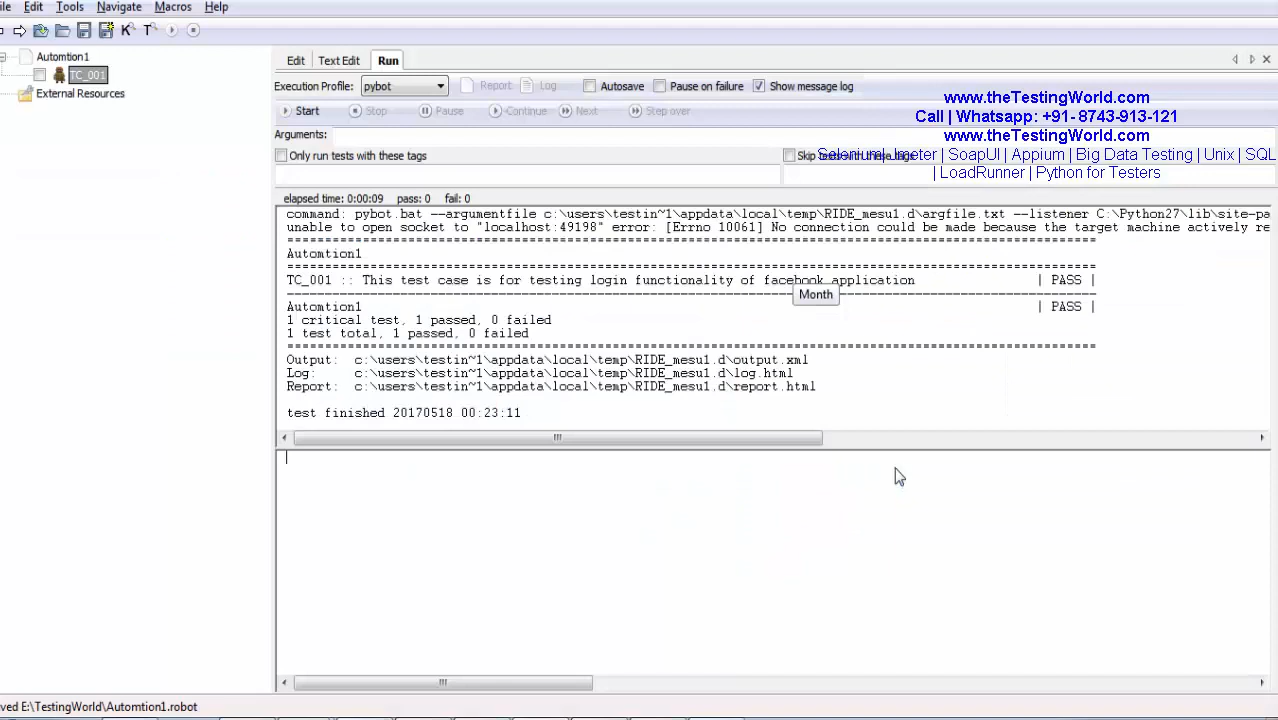 ile Edit Tools Navigate Macros Help
Automtion1
TC_001
External Resources
Edit Text Edit Run
Execution Profile: pybot Report Log Autosave Pause on failure Show message log
Start Stop Pause Continue Next Step over
Arguments:
Only run tests with these tags
www.theTestingWorld.com
Call | Whatsapp: +91- 8743-913-121
www.theTestingWorld.com
Selenium| Jmeter | SoapUI | Appium | Big Data Testing | Unix | SQL
| LoadRunner | Python for Testers
elapsed time: 0:00:09 pass: 0 fail: 0
command: pybot.bat --argumentfile c:\users\testin~1\appdata\local\temp\RIDE_mesu1.d\argfile.txt --listener C:\Python27\lib\site-pa
unable to open socket to "localhost:49198" error: [Errno 10061] No connection could be made because the target machine actively re
==============================================================================
Automtion1
==============================================================================
TC_001 :: This test case is for testing login functionality of facebook application | PASS |
Month
------------------------------------------------------------------------------
Automtion1 | PASS |
1 critical test, 1 passed, 0 failed
1 test total, 1 passed, 0 failed
==============================================================================
Output: c:\users\testin~1\appdata\local\temp\RIDE_mesu1.d\output.xml
Log: c:\users\testin~1\appdata\local\temp\RIDE_mesu1.d\log.html
Report: c:\users\testin~1\appdata\local\temp\RIDE_mesu1.d\report.html
test finished 20170518 00:23:11
ved E:\TestingWorld\Automtion1.robot